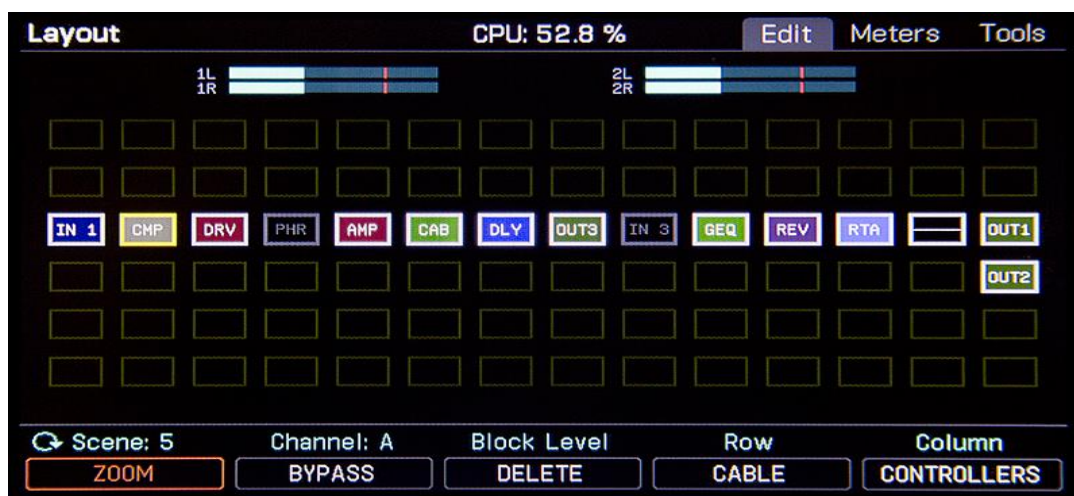 Layout CPU: 52.8 % Edit Meters Tools
1L 2L
1R 2R
IN 1 CMP DRV PHR AMP CAB DLY OUT3 IN 3 GEQ REV RTA OUT1
OUT2
Scene: 5 Channel: A Block Level Row Column
ZOOM BYPASS DELETE CABLE CONTROLLERS